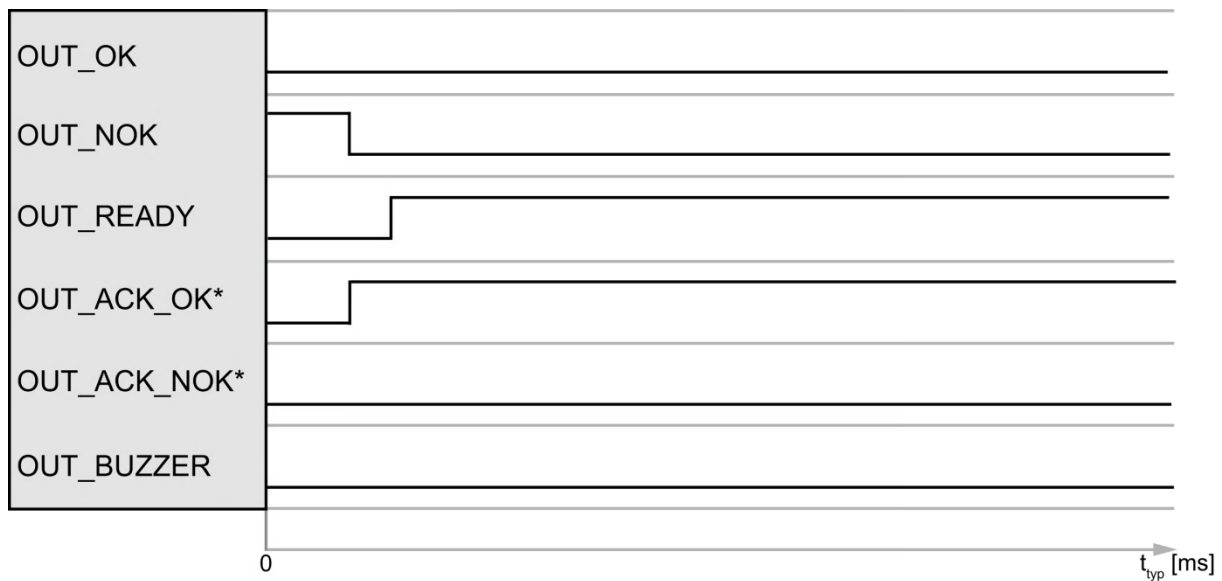 OUT_OK
OUT_NOK
OUT_READY
OUT_ACK_OK*
OUT_ACK_NOK*
OUT_BUZZER
0 t_typ [ms]